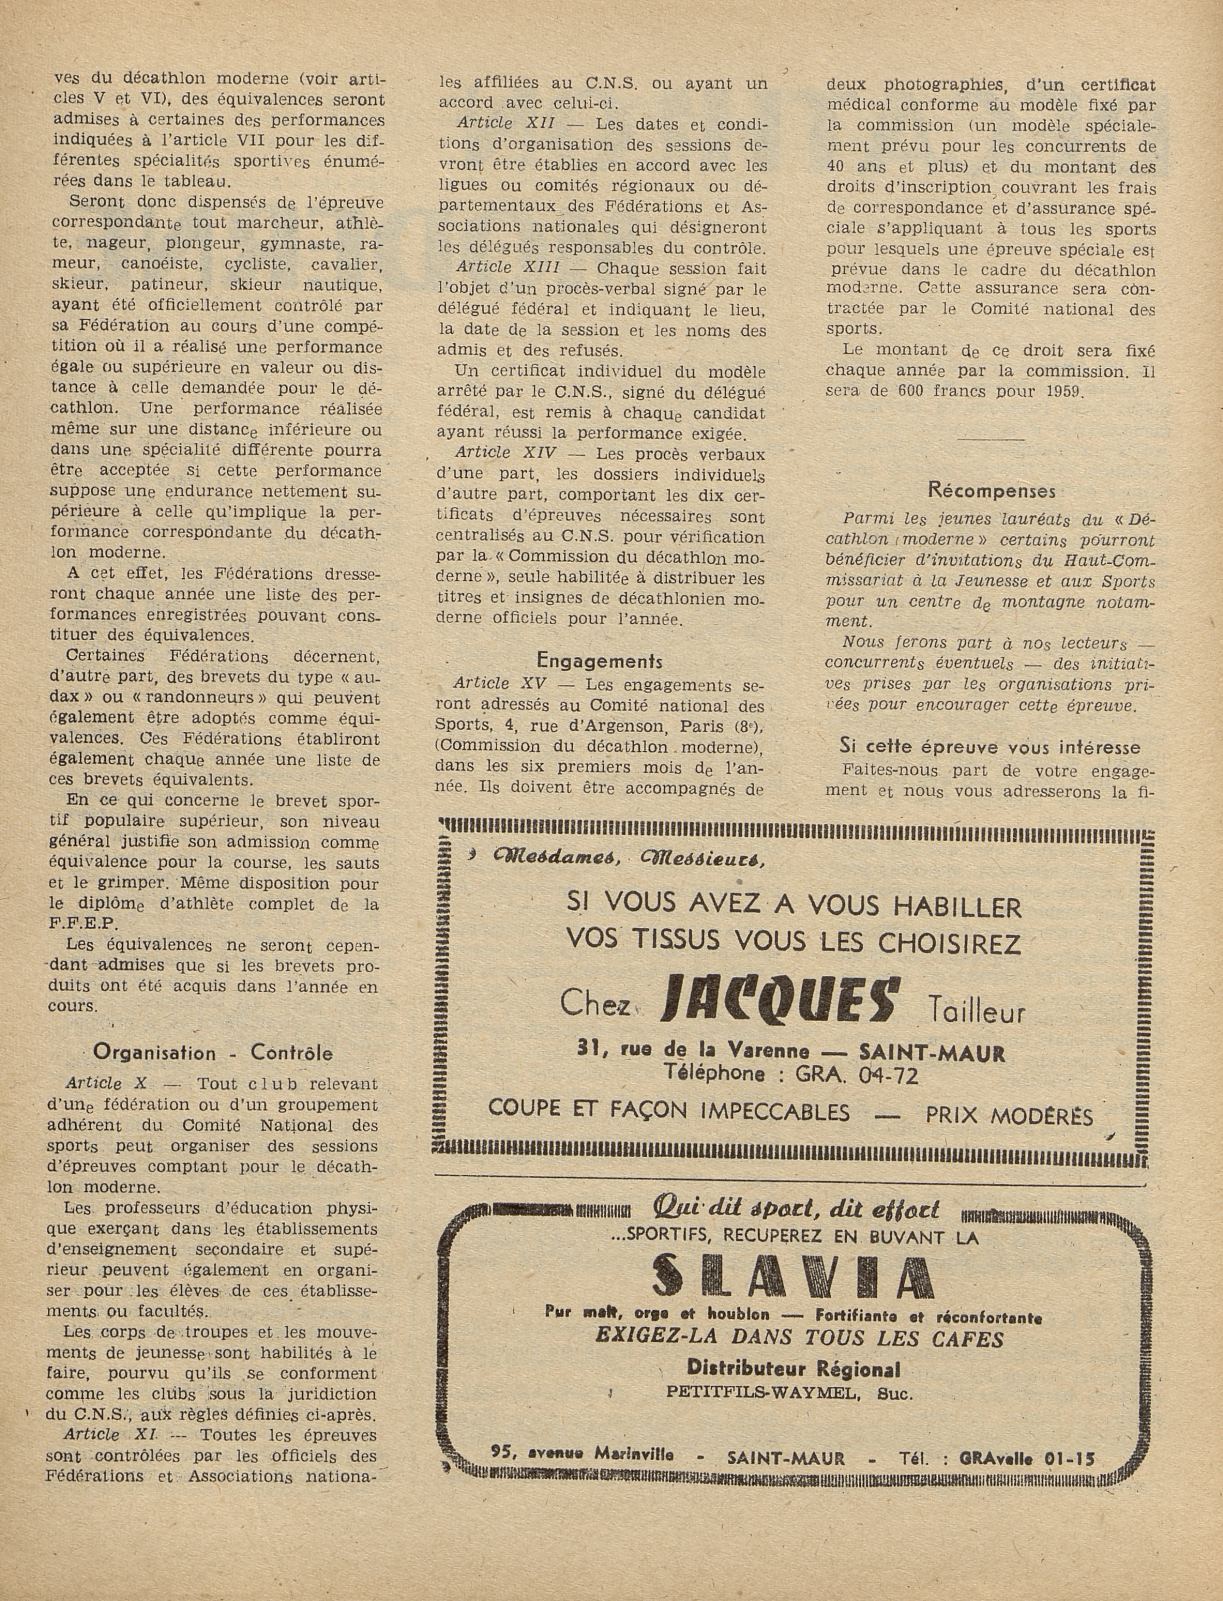 ves du décathlon moderne (voir arti-
cles V et VI), des équivalences seront
admises à certaines des performances
indiquées à l'article VII pour les dif-
férentes spécialités sportives énumé-
rées dans le tableau.
Seront donc dispensés de l'épreuve
correspondante tout marcheur, athlè-
te, nageur, plongeur, gymnaste, ra-
meur, canoéiste, cycliste, cavalier,
skieur, patineur, skieur nautique,
ayant été officiellement contrôlé par
sa Fédération au cours d'une compé-
tition où il a réalisé une performance
égale ou supérieure en valeur ou dis-
tance à celle demandée pour le dé-
cathlon. Une performance réalisée
même sur une distance inférieure ou
dans une spécialité différente pourra
être acceptée si cette performance
suppose une endurance nettement su-
périeure à celle qu'implique la per-
formance correspondante du décath-
lon moderne.
A cet effet, les Fédérations dresse-
ront chaque année une liste des per-
formances enregistrées pouvant cons-
tituer des équivalences.
Certaines Fédérations décernent,
d'autre part, des brevets du type « au-
dax » ou « randonneurs » qui peuvent
également être adoptés comme équi-
valences. Ces Fédérations établiront
également chaque année une liste de
ces brevets équivalents.
En ce qui concerne le brevet spor-
tif populaire supérieur, son niveau
général justifie son admission comme
équivalence pour la course, les sauts
et le grimper. Même disposition pour
le diplôme d'athlète complet de la
F.F.E.P.
Les équivalences ne seront cepen-
dant admises que si les brevets pro-
duits ont été acquis dans l'année en
cours.
Organisation - Contrôle
Article X — Tout club relevant
d'une fédération ou d'un groupement
adhérent du Comité National des
sports peut organiser des sessions
d'épreuves comptant pour le décath-
lon moderne.
Les professeurs d'éducation physi-
que exerçant dans les établissements
d'enseignement secondaire et supé-
rieur peuvent également en organi-
ser pour les élèves de ces établisse-
ments ou facultés.
Les corps de troupes et les mouve-
ments de jeunesse sont habilités à le
faire, pourvu qu'ils se conforment
comme les clubs sous la juridiction
du C.N.S., aux règles définies ci-après.
Article XI --- Toutes les épreuves
sont contrôlées par les officiels des
Fédérations et Associations nationa-
les affiliées au C.N.S. ou ayant un
accord avec celui-ci.
Article XII — Les dates et condi-
tions d'organisation des sessions de-
vront être établies en accord avec les
ligues ou comités régionaux ou dé-
partementaux des Fédérations et As-
sociations nationales qui désigneront
les délégués responsables du contrôle.
Article XIII — Chaque session fait
l'objet d'un procès-verbal signé par le
délégué fédéral et indiquant le lieu,
la date de la session et les noms des
admis et des refusés.
Un certificat individuel du modèle
arrêté par le C.N.S., signé du délégué
fédéral, est remis à chaque candidat
ayant réussi la performance exigée.
Article XIV — Les procès verbaux
d'une part, les dossiers individuels
d'autre part, comportant les dix cer-
tificats d'épreuves nécessaires sont
centralisés au C.N.S. pour vérification
par la « Commission du décathlon mo-
derne », seule habilitée à distribuer les
titres et insignes de décathlonien mo-
derne officiels pour l'année.
Engagements
Article XV — Les engagements se-
ront adressés au Comité national des
Sports, 4, rue d'Argenson, Paris (8e),
(Commission du décathlon moderne),
dans les six premiers mois de l'an-
née. Ils doivent être accompagnés de
deux photographies, d'un certificat
médical conforme au modèle fixé par
la commission (un modèle spéciale-
ment prévu pour les concurrents de
40 ans et plus) et du montant des
droits d'inscription couvrant les frais
de correspondance et d'assurance spé-
ciale s'appliquant à tous les sports
pour lesquels une épreuve spéciale est
prévue dans le cadre du décathlon
moderne. Cette assurance sera con-
tractée par le Comité national des
sports.
Le montant de ce droit sera fixé
chaque année par la commission. Il
sera de 600 francs pour 1959.
Récompenses
Parmi les jeunes lauréats du « Dé-
cathlon moderne » certains pourront
bénéficier d'invitations du Haut-Com-
missariat à la Jeunesse et aux Sports
pour un centre de montagne notam-
ment.
Nous ferons part à nos lecteurs —
concurrents éventuels — des initiati-
ves prises par les organisations pri-
vées pour encourager cette épreuve.
Si cette épreuve vous intéresse
Faites-nous part de votre engage-
ment et nous vous adresserons la fi-
Mesdames, Messieurs,
SI VOUS AVEZ A VOUS HABILLER
VOS TISSUS VOUS LES CHOISIREZ
Chez JACQUES Tailleur
31, rue de la Varenne — SAINT-MAUR
Téléphone : GRA. 04-72
COUPE ET FAÇON IMPECCABLES — PRIX MODÉRÉS
Qui dit sport, dit effort
...SPORTIFS, RECUPEREZ EN BUVANT LA
SLAVIA
Pur malt, orge et houblon — Fortifiante et réconfortante
EXIGEZ-LA DANS TOUS LES CAFES
Distributeur Régional
PETITFILS-WAYMEL, Suc.
95, avenue Marinville - SAINT-MAUR - Tél. : GRAvelle 01-15